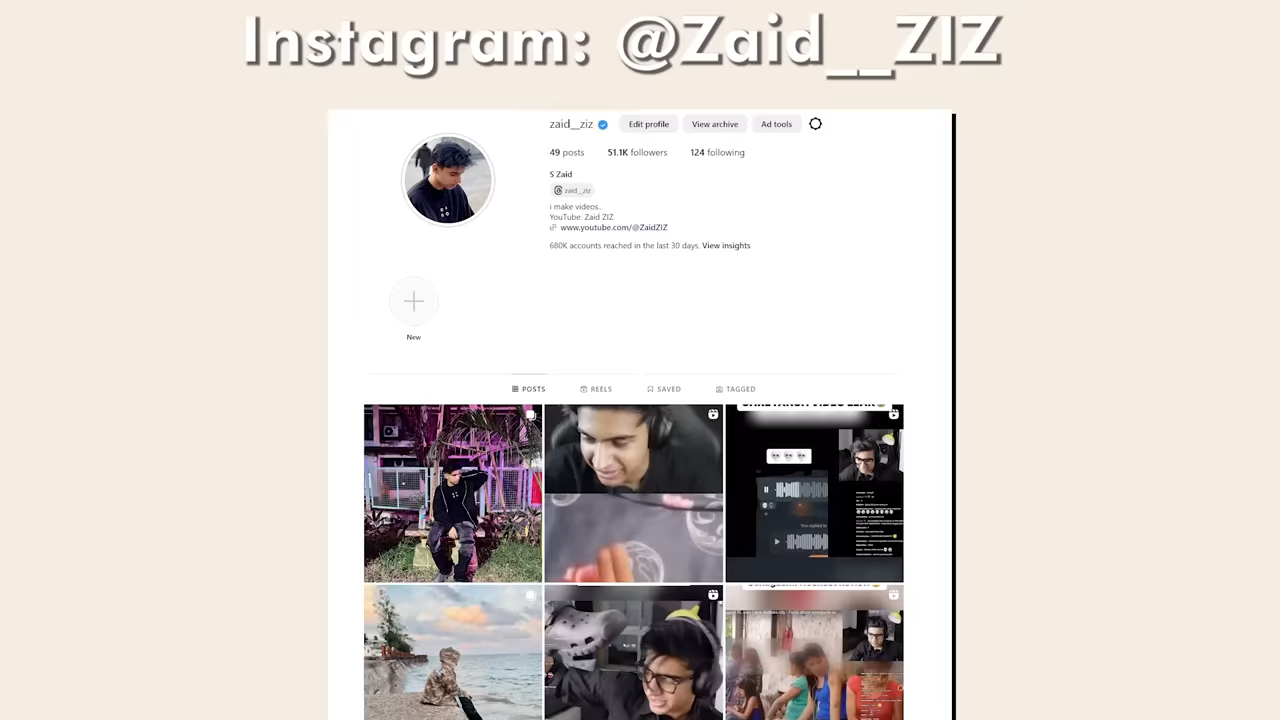 Instagram: @Zaid__ZIZ
zaid__ziz Edit profile View archive Ad tools
49 posts 51.1K followers 124 following
S Zaid
zaid__ziz
i make videos..
YouTube: Zaid ZIZ
www.youtube.com/@ZaidZIZ
680K accounts reached in the last 30 days. View insights
New
POSTS REELS SAVED TAGGED